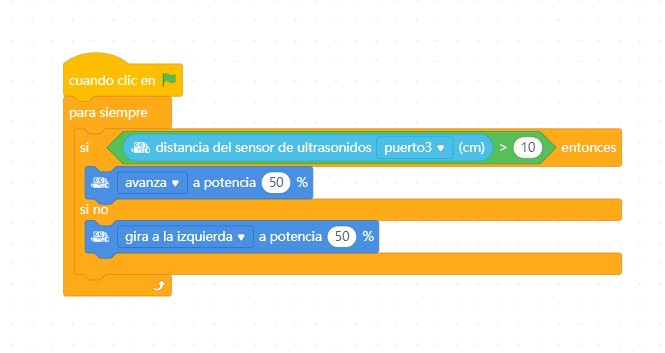 cuando clic en
para siempre
si distancia del sensor de ultrasonidos puerto3 (cm) > 10 entonces
avanza a potencia 50 %
si no
gira a la izquierda a potencia 50 %